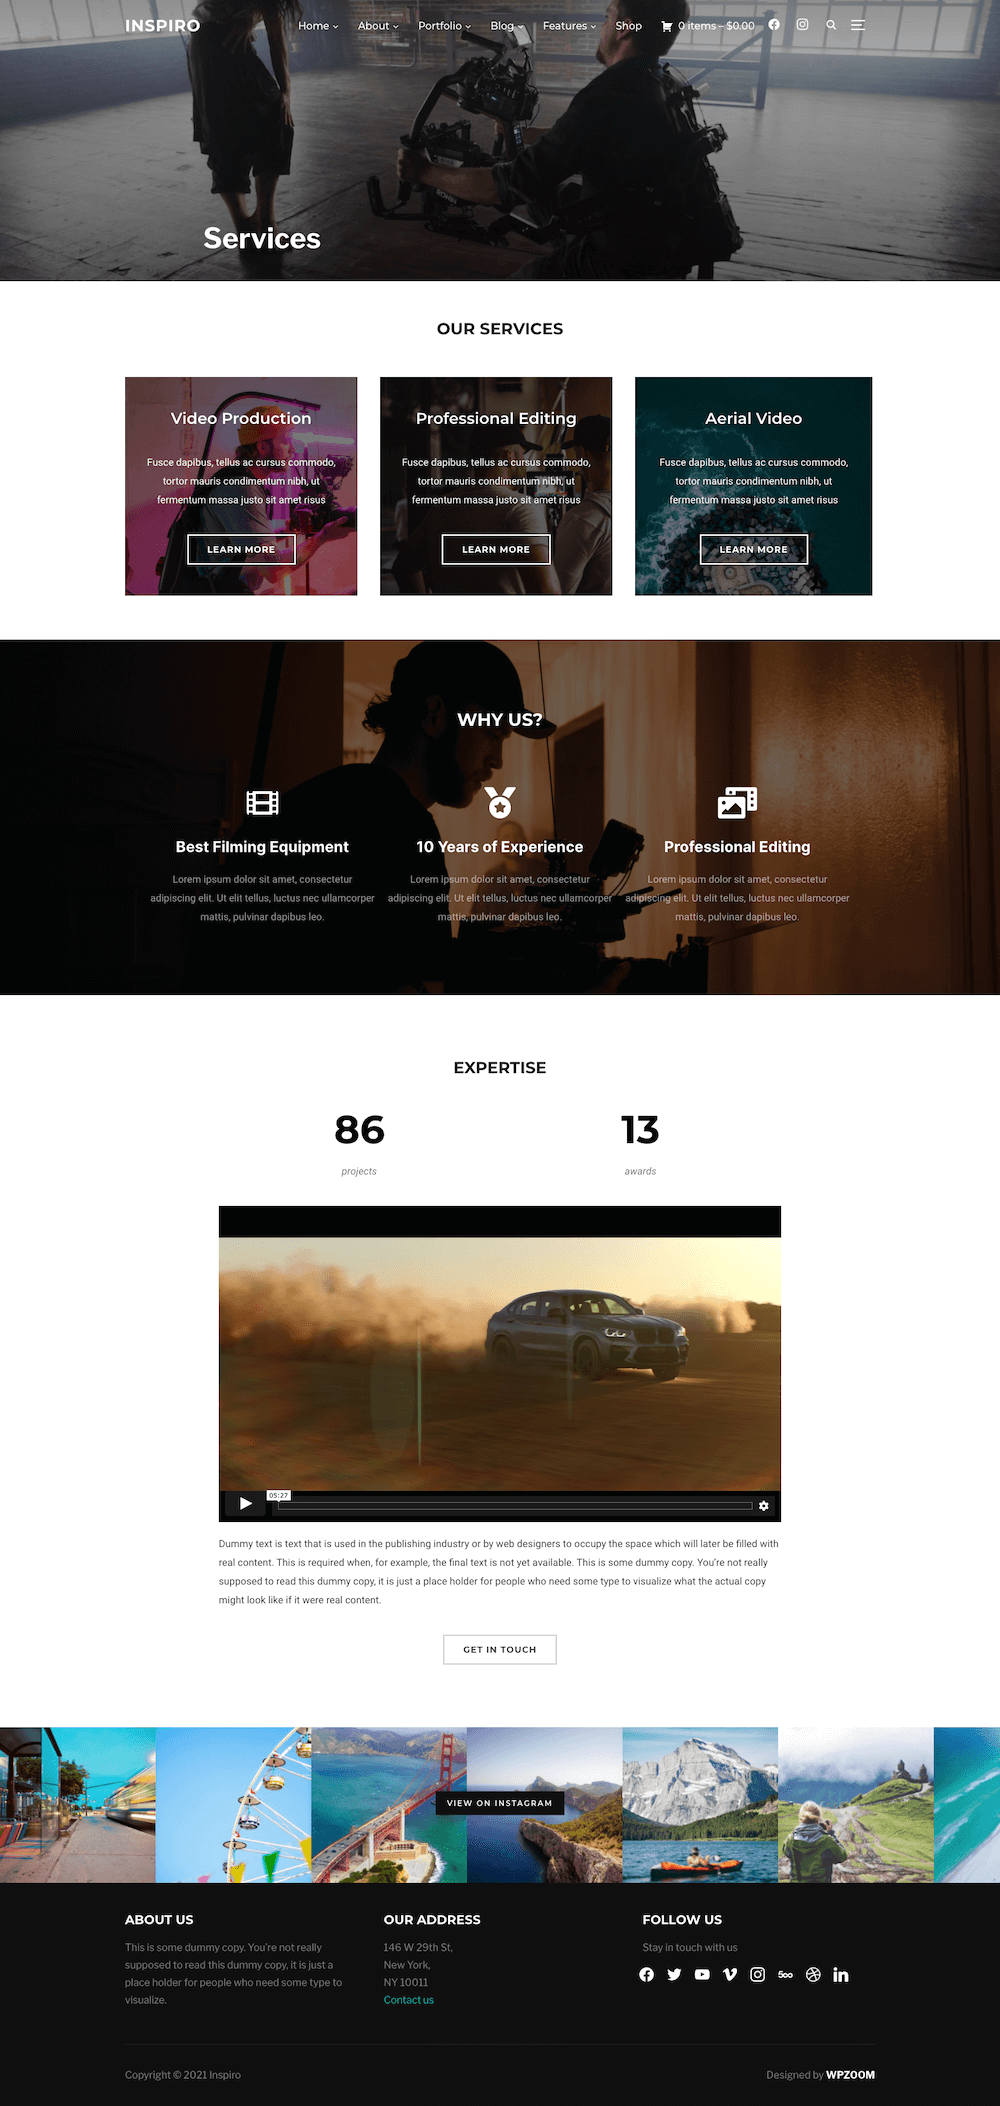 INSPIRO
Home About Portfolio Blog Features Shop 0 items - $0.00
Services
OUR SERVICES
Video Production
Fusce dapibus, tellus ac cursus commodo,
tortor mauris condimentum nibh, ut
fermentum massa justo sit amet risus
LEARN MORE
Professional Editing
Fusce dapibus, tellus ac cursus commodo,
tortor mauris condimentum nibh, ut
fermentum massa justo sit amet risus
LEARN MORE
Aerial Video
Fusce dapibus, tellus ac cursus commodo,
tortor mauris condimentum nibh, ut
fermentum massa justo sit amet risus
LEARN MORE
WHY US?
Best Filming Equipment
Lorem ipsum dolor sit amet, consectetur
adipiscing elit. Ut elit tellus, luctus nec ullamcorper
mattis, pulvinar dapibus leo.
10 Years of Experience
Lorem ipsum dolor sit amet, consectetur
adipiscing elit. Ut elit tellus, luctus nec ullamcorper
mattis, pulvinar dapibus leo.
Professional Editing
Lorem ipsum dolor sit amet, consectetur
adipiscing elit. Ut elit tellus, luctus nec ullamcorper
mattis, pulvinar dapibus leo.
EXPERTISE
86
projects
13
awards
05:27
Dummy text is text that is used in the publishing industry or by web designers to occupy the space which will later be filled with
real content. This is required when, for example, the final text is not yet available. This is some dummy copy. You're not really
supposed to read this dummy copy, it is just a place holder for people who need some type to visualize what the actual copy
might look like if it were real content.
GET IN TOUCH
VIEW ON INSTAGRAM
ABOUT US
This is some dummy copy. You're not really
supposed to read this dummy copy, it is just a
place holder for people who need some type to
visualize.
OUR ADDRESS
146 W 29th St,
New York,
NY 10011
Contact us
FOLLOW US
Stay in touch with us
500
Copyright © 2021 Inspiro
Designed by WPZOOM